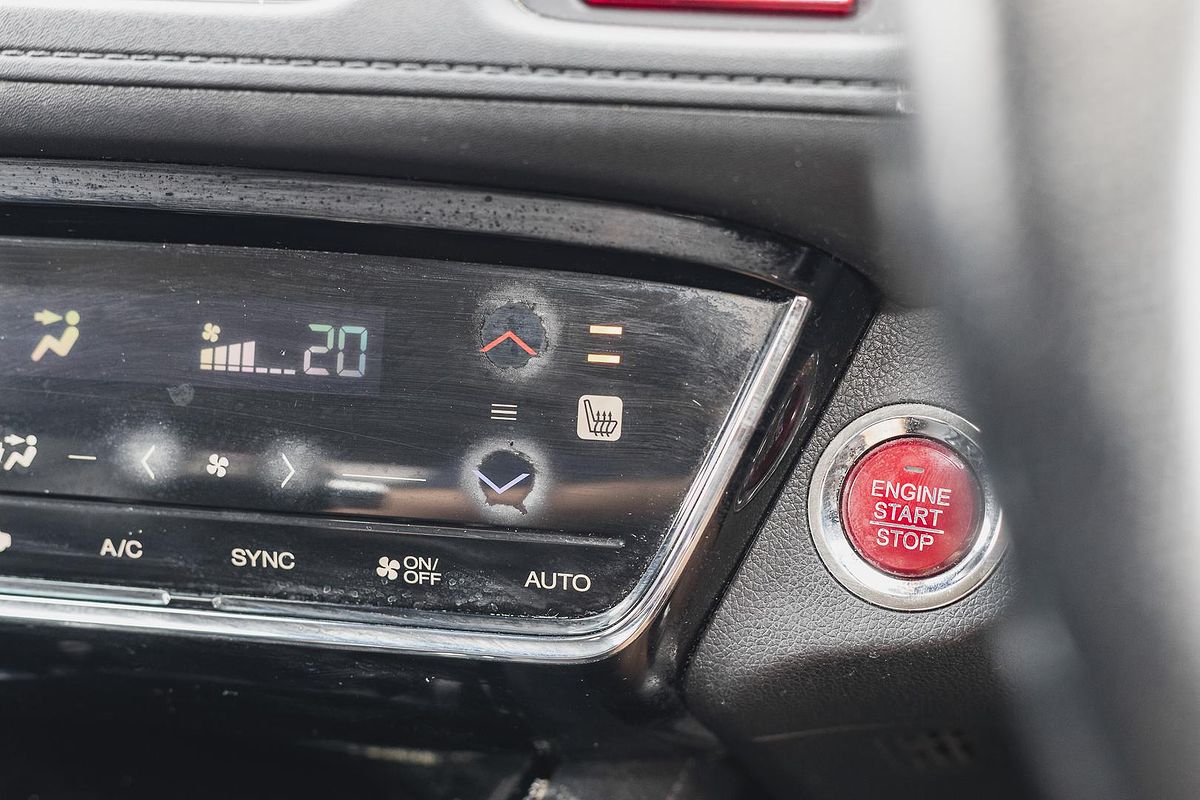 20
A/C
SYNC
ON/
OFF
AUTO
ENGINE
START
STOP